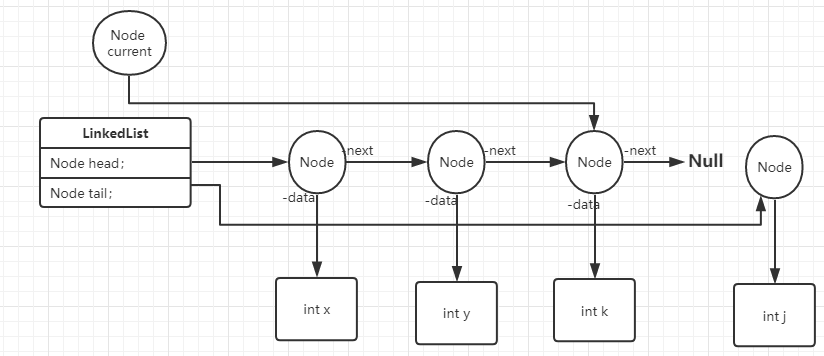 Node
current
LinkedList
Node head;
Node tail;
Node
-next
Node
-next
Node
-next
Null
Node
-data
-data
-data
int x
int y
int k
int j